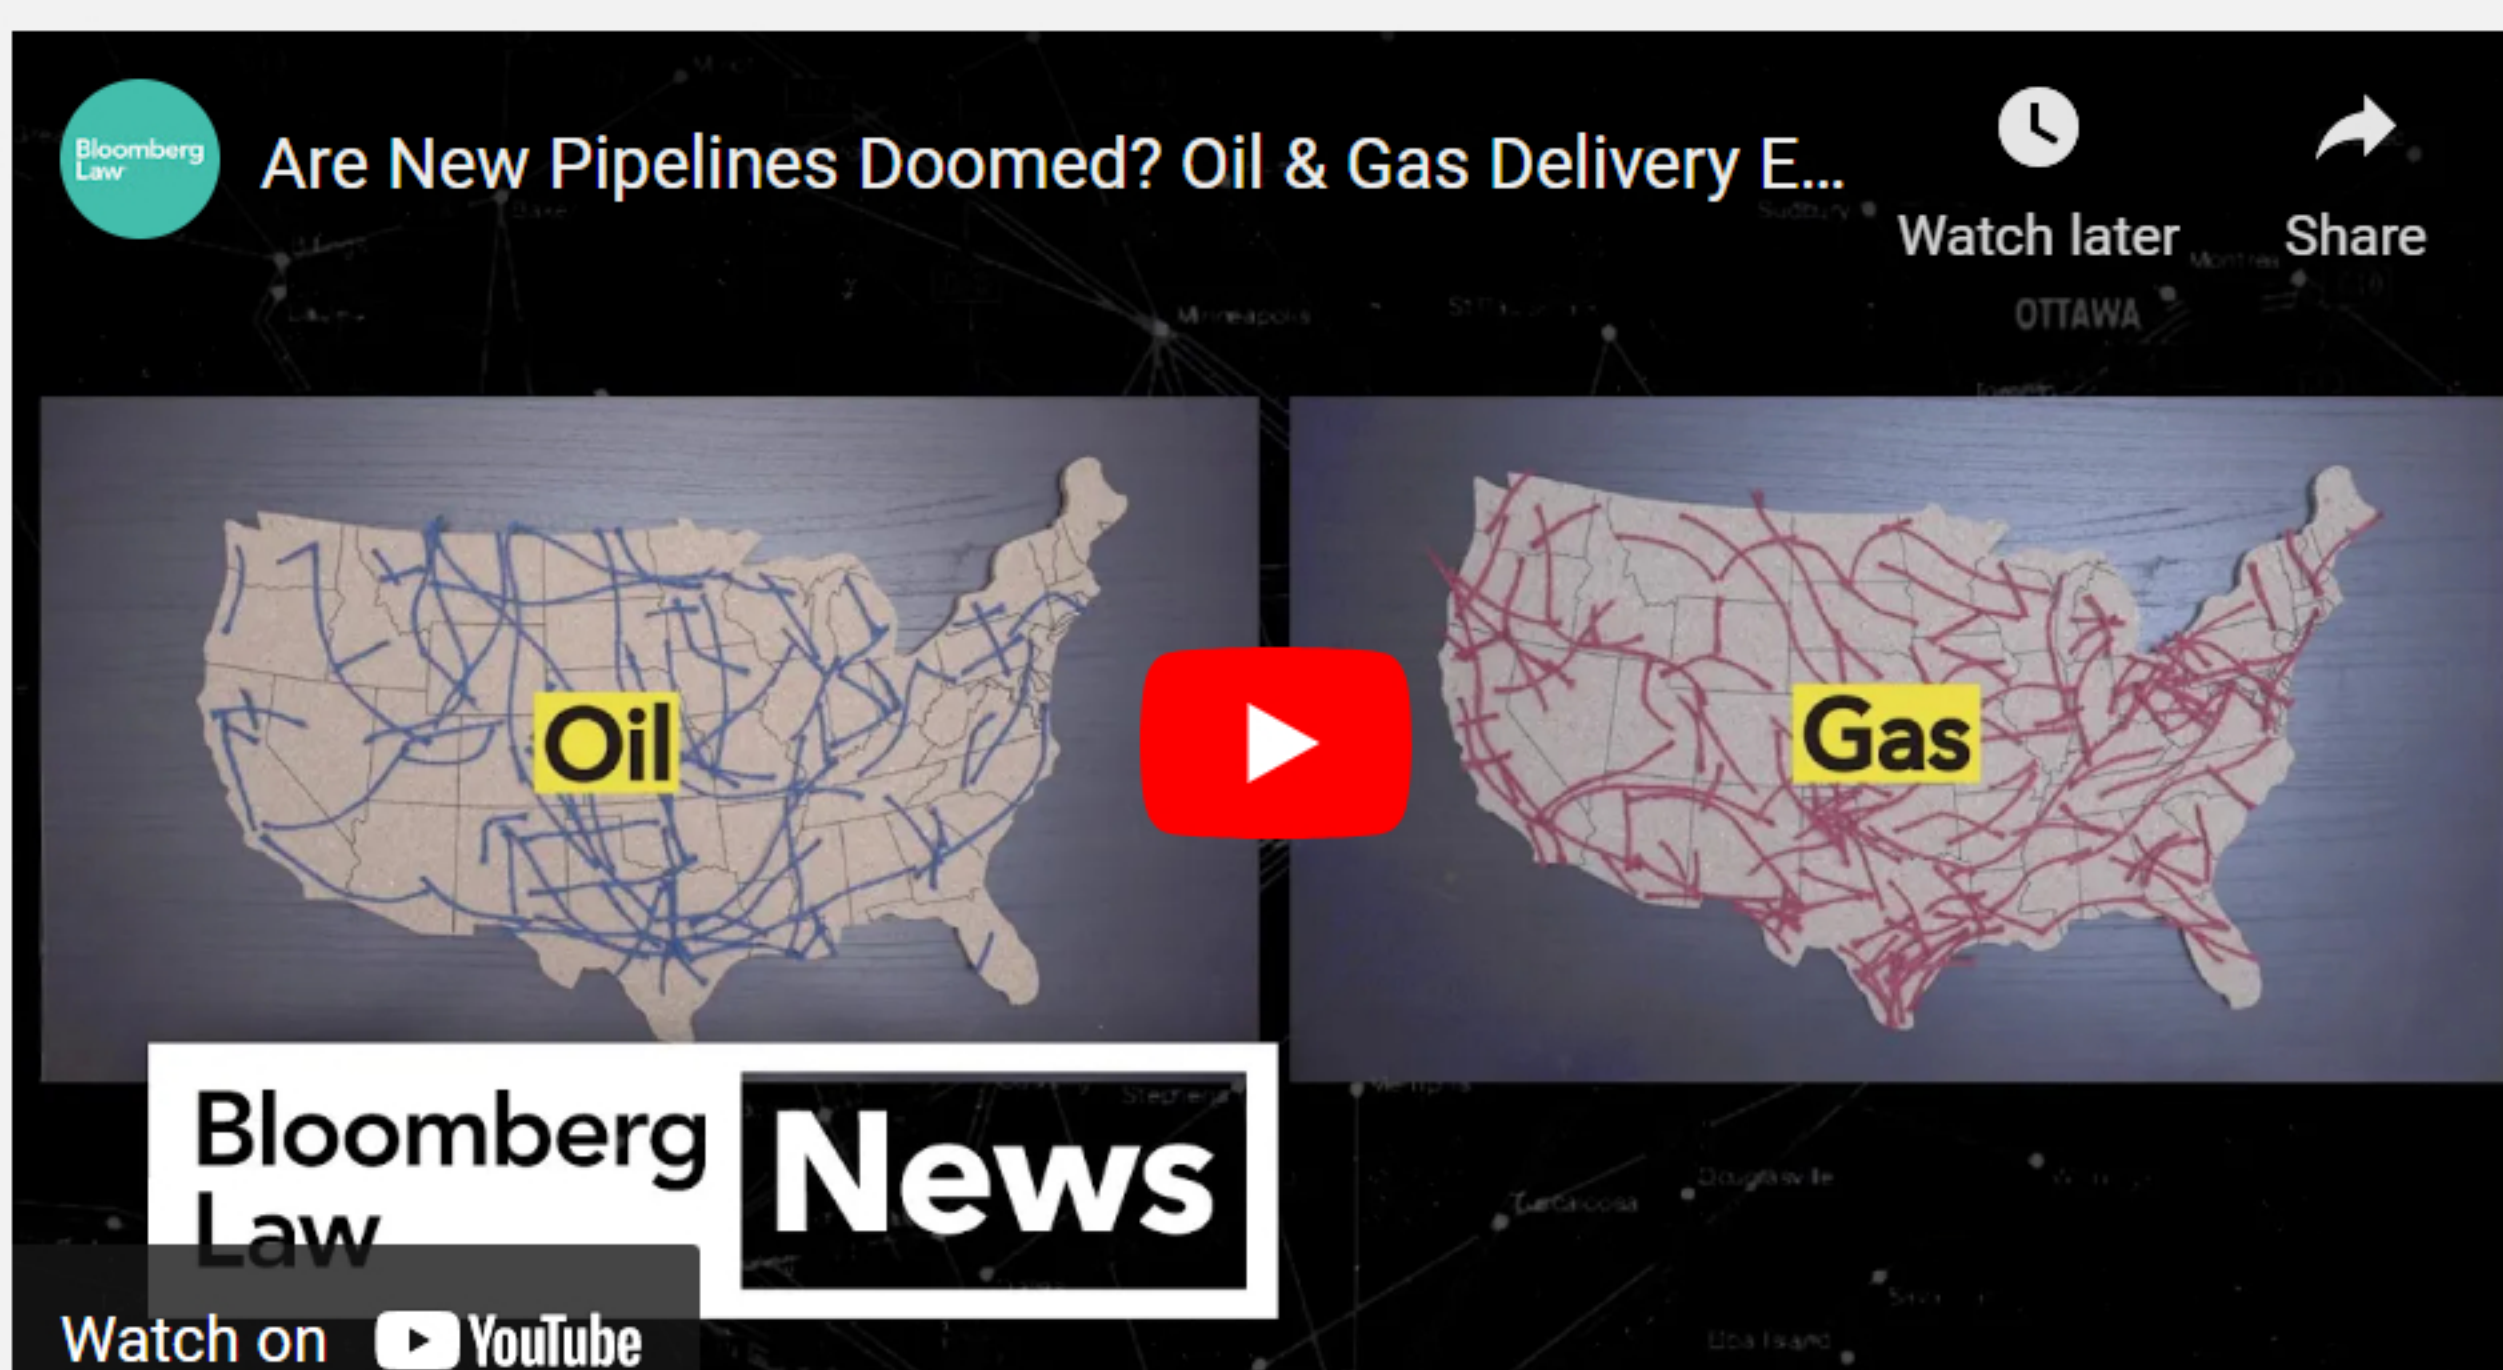 Bloomberg
Law
Are New Pipelines Doomed? Oil & Gas Delivery E...
Watch later
Share
Minneapolis
OTTAWA
Oil
Gas
Bloomberg
Law
News
Watch on YouTube